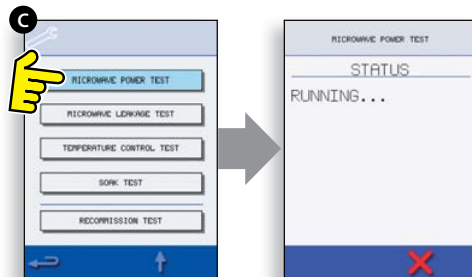 C
MICROWAVE POWER TEST
MICROWAVE LEAKAGE TEST
TEMPERATURE CONTROL TEST
SOAK TEST
RECOMMISSION TEST
MICROWAVE POWER TEST
STATUS
RUNNING...